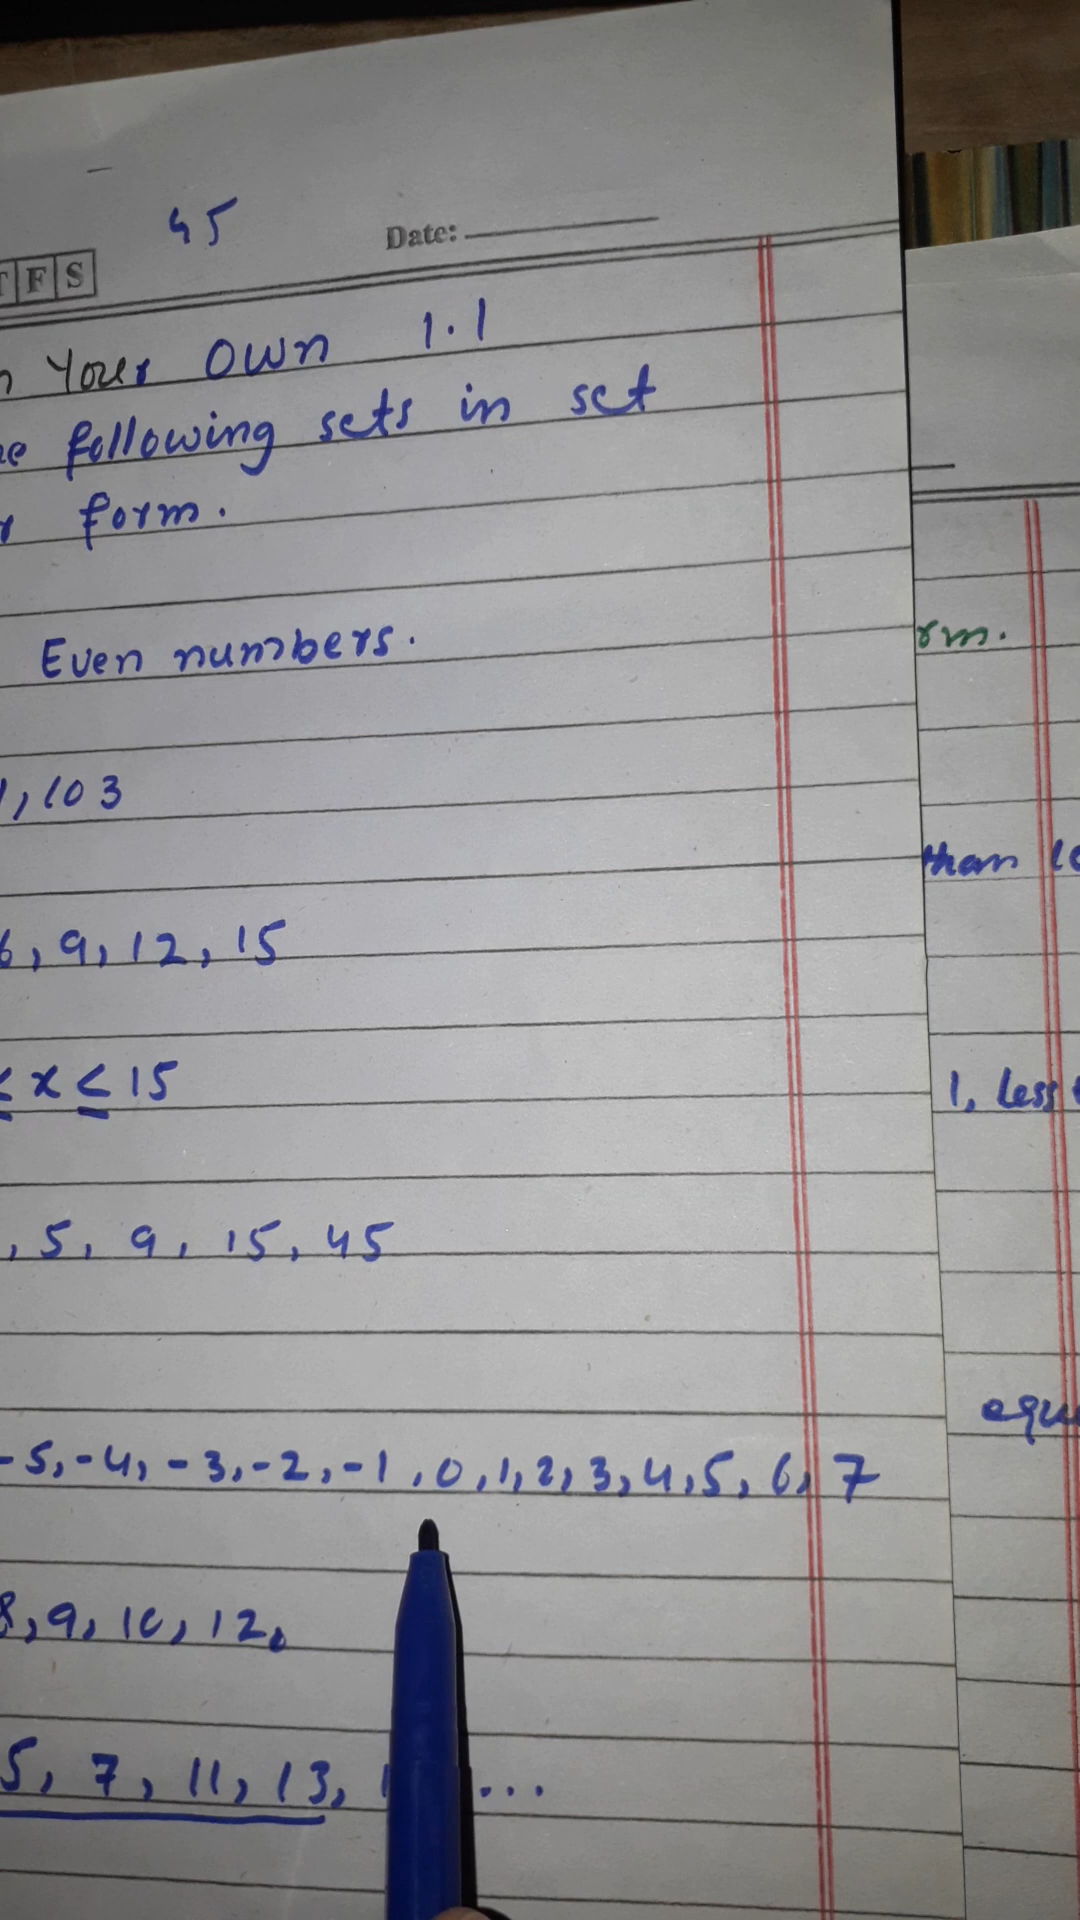 45
Date:
F S
Your Own 1.1
following sets in set
form.
rm.
Even numbers.
, 103
than
6, 9, 12, 15
≤ x ≤ 15
1, less
, 5, 9, 15, 45
-5, -4, -3, -2, -1, 0, 1, 2, 3, 4, 5, 6, 7
8, 9, 10, 12,
5, 7, 11, 13, ...